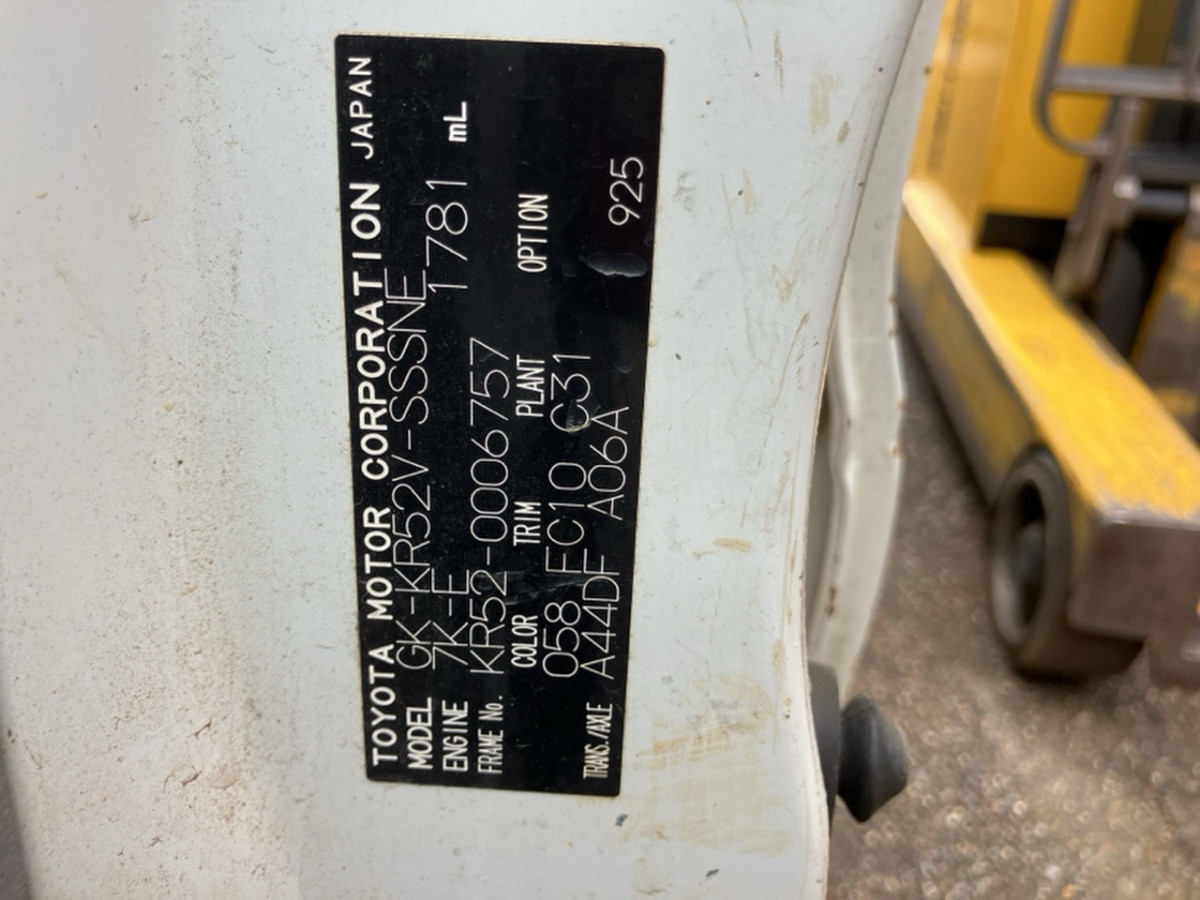 TOYOTA MOTOR CORPORATION JAPAN
MODEL GK-KR52V-SSSNE
ENGINE 7K-E 1781 mL
FRAME No. KR52-0006757
COLOR TRIM PLANT OPTION
058 FC10 C31
TRANS./AXLE A44DF A06A 925